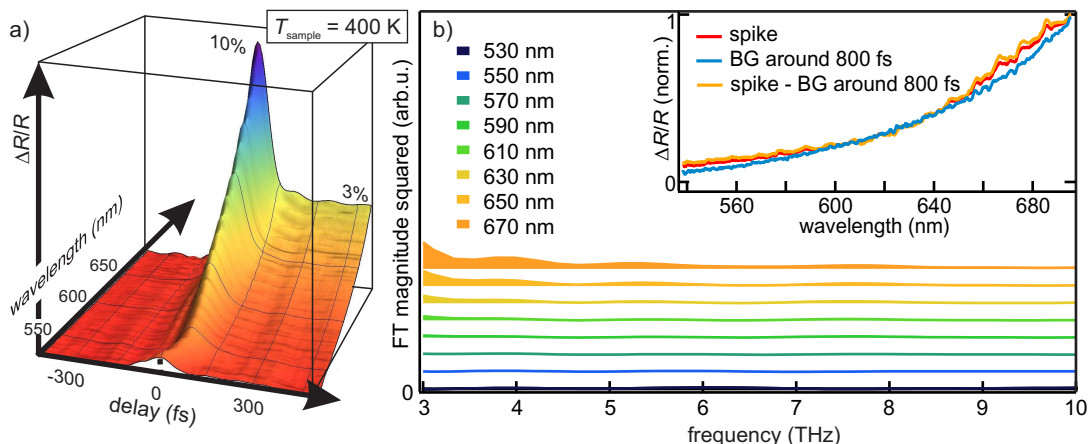 a)
T_sample = 400 K
10%
3%
ΔR/R
wavelength (nm)
650
600
550
-300
0
300
delay (fs)
b)
530 nm
550 nm
570 nm
590 nm
610 nm
630 nm
650 nm
670 nm
FT magnitude squared (arb.u.)
0
3 4 5 6 7 8 9 10
frequency (THz)
1
spike
BG around 800 fs
spike - BG around 800 fs
ΔR/R (norm.)
0
560 600 640 680
wavelength (nm)